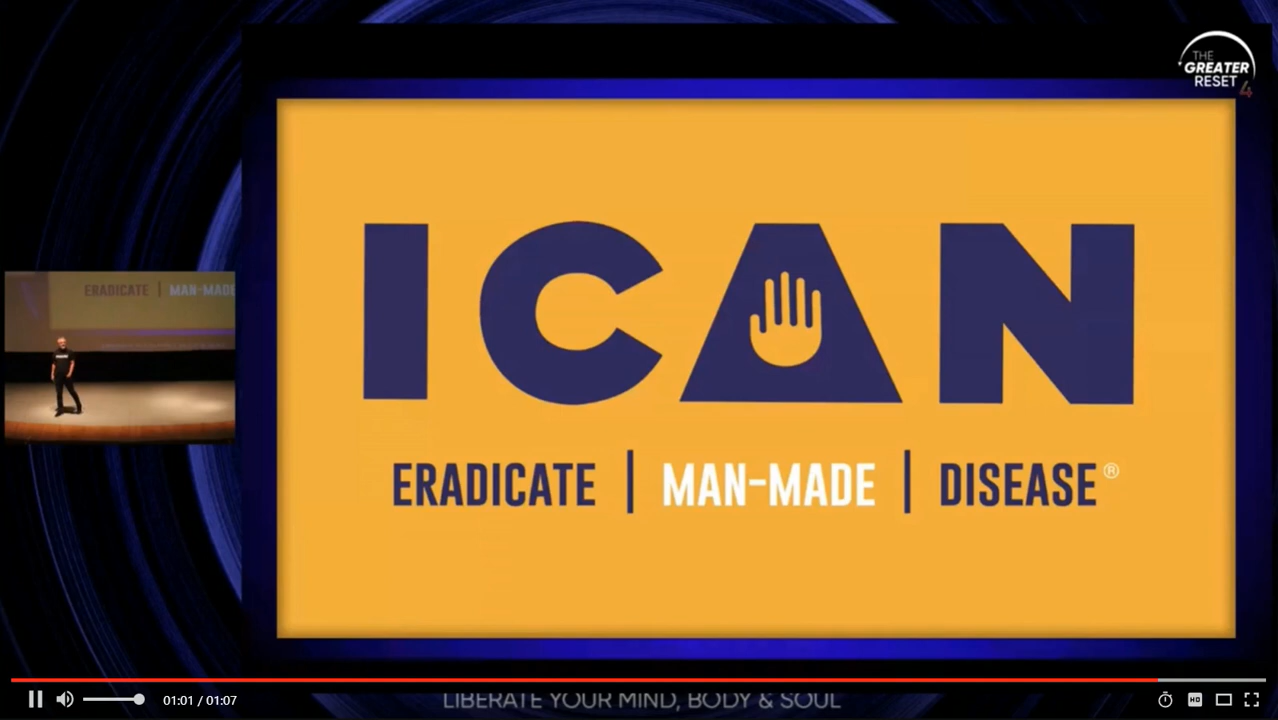 THE
GREATER
RESET
4
ICAN
ERADICATE | MAN-MADE | DISEASE®
ERADICATE | MAN-MADE
LIBERATE YOUR MIND, BODY & SOUL
01:01 / 01:07
HD